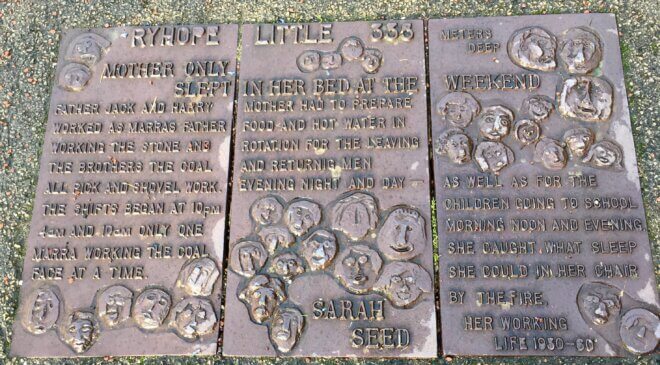 RYHOPE
MOTHER ONLY
SLEPT
FATHER JACK AND HARRY
WORKED AS MARRAS FATHER
WORKING THE STONE AND
THE BROTHERS THE COAL
ALL PICK AND SHOVEL WORK.
THE SHIFTS BEGAN AT 10PM
4AM AND 10AM ONLY ONE
MARRA WORKING THE COAL
FACE AT A TIME.
LITTLE 333
IN HER BED AT THE
MOTHER HAD TO PREPARE
FOOD AND HOT WATER IN
ROTATION FOR THE LEAVING
AND RETURNIG MEN
EVENING NIGHT AND DAY
SARAH
SEED
METERS
DEEP
WEEKEND
AS WELL AS FOR THE
CHILDREN GOING TO SCHOOL
MORNING NOON AND EVENING
SHE CAUGHT WHAT SLEEP
SHE COULD IN HER CHAIR
BY THE FIRE.
HER WORKING
LIFE 1930-60